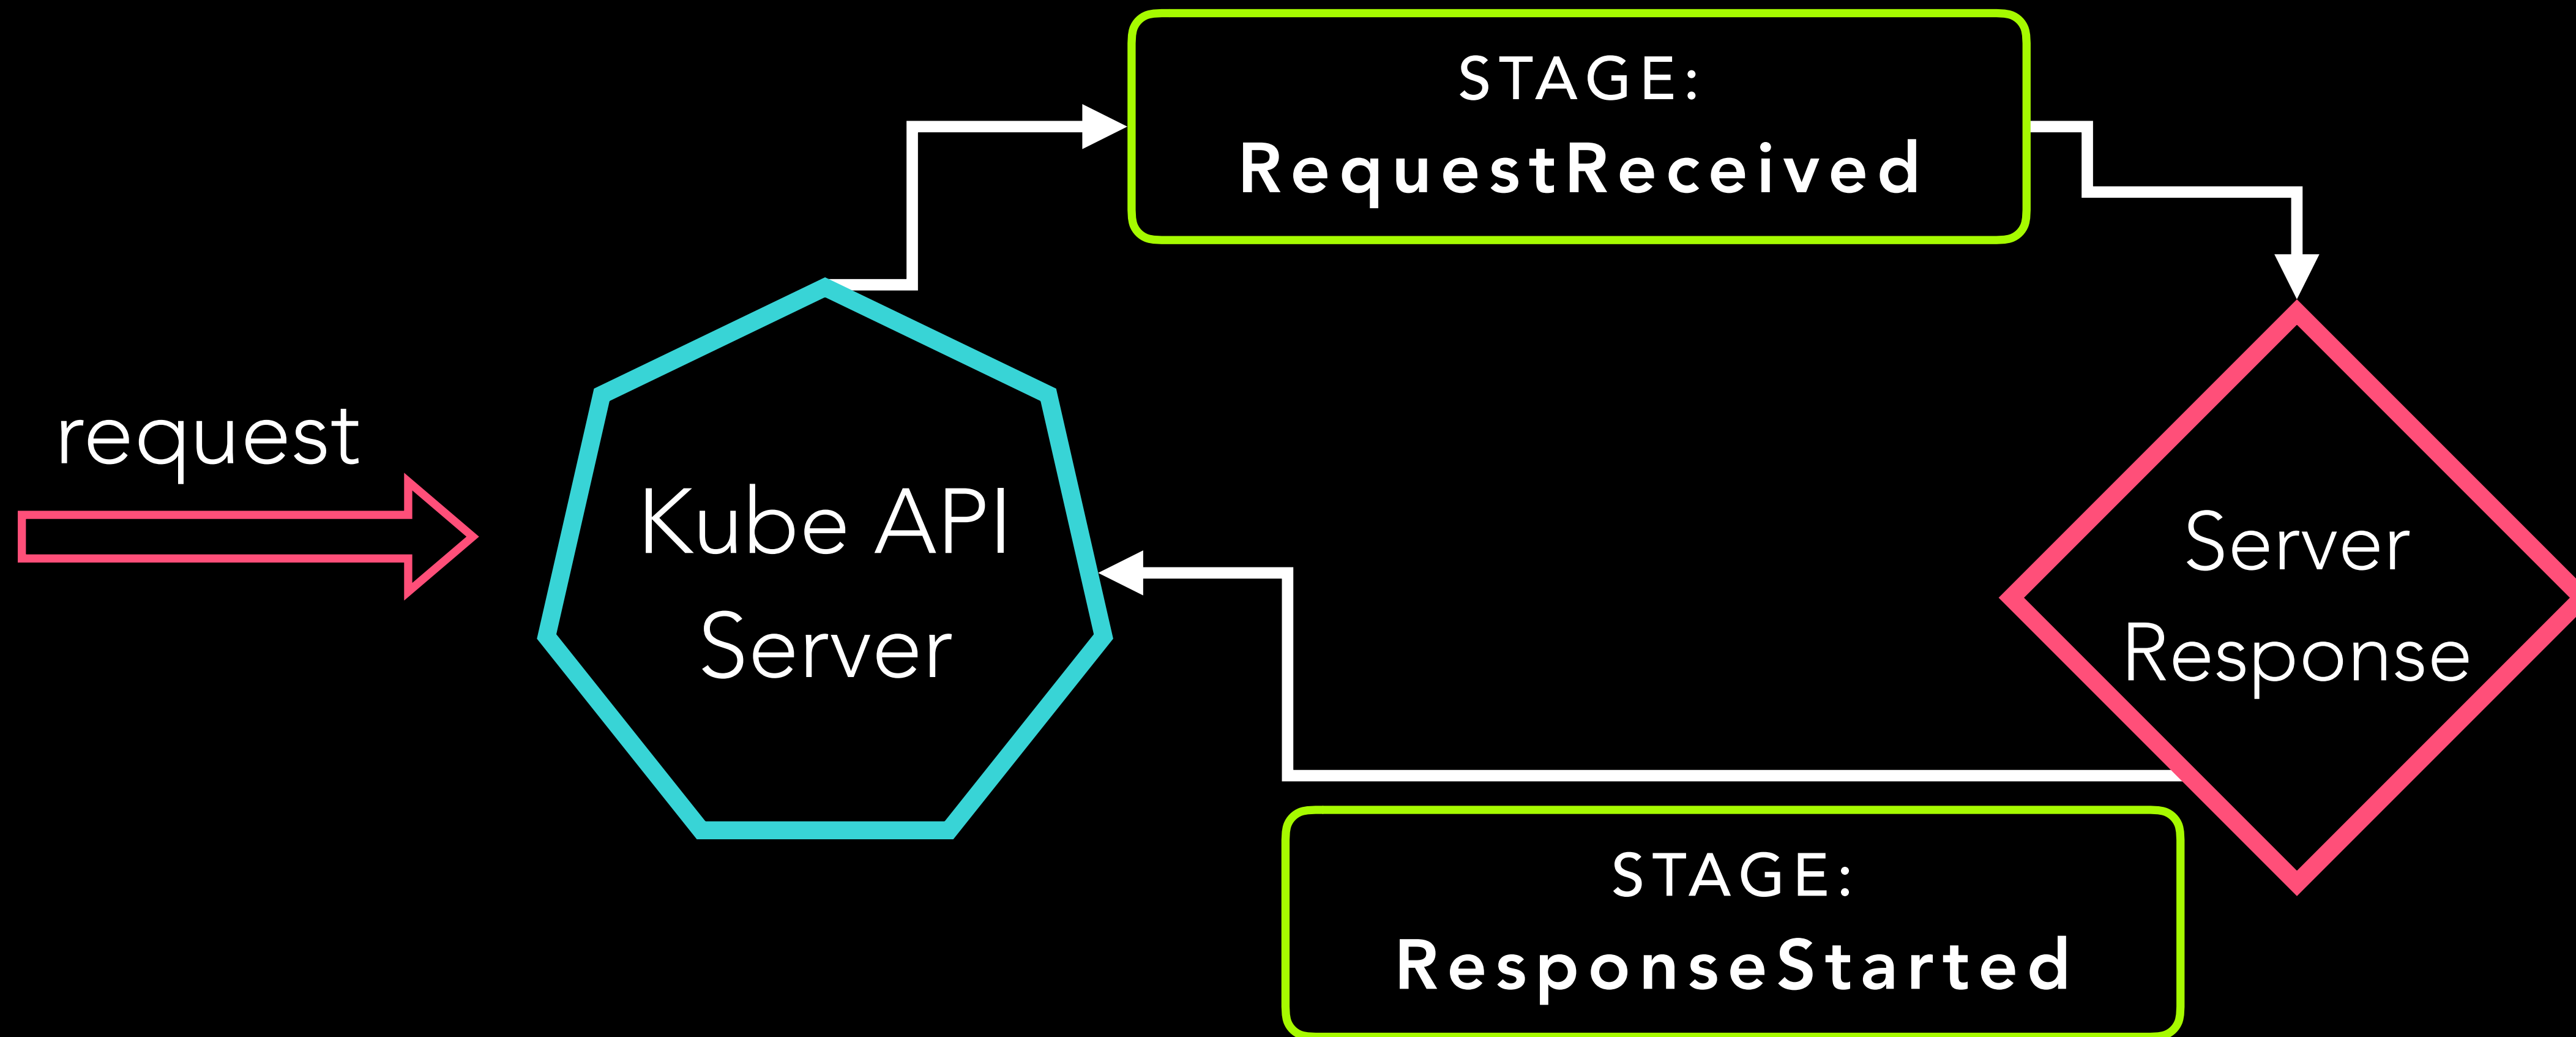 STAGE:
RequestReceived
request
Kube API
Server
Server
Response
STAGE:
ResponseStarted